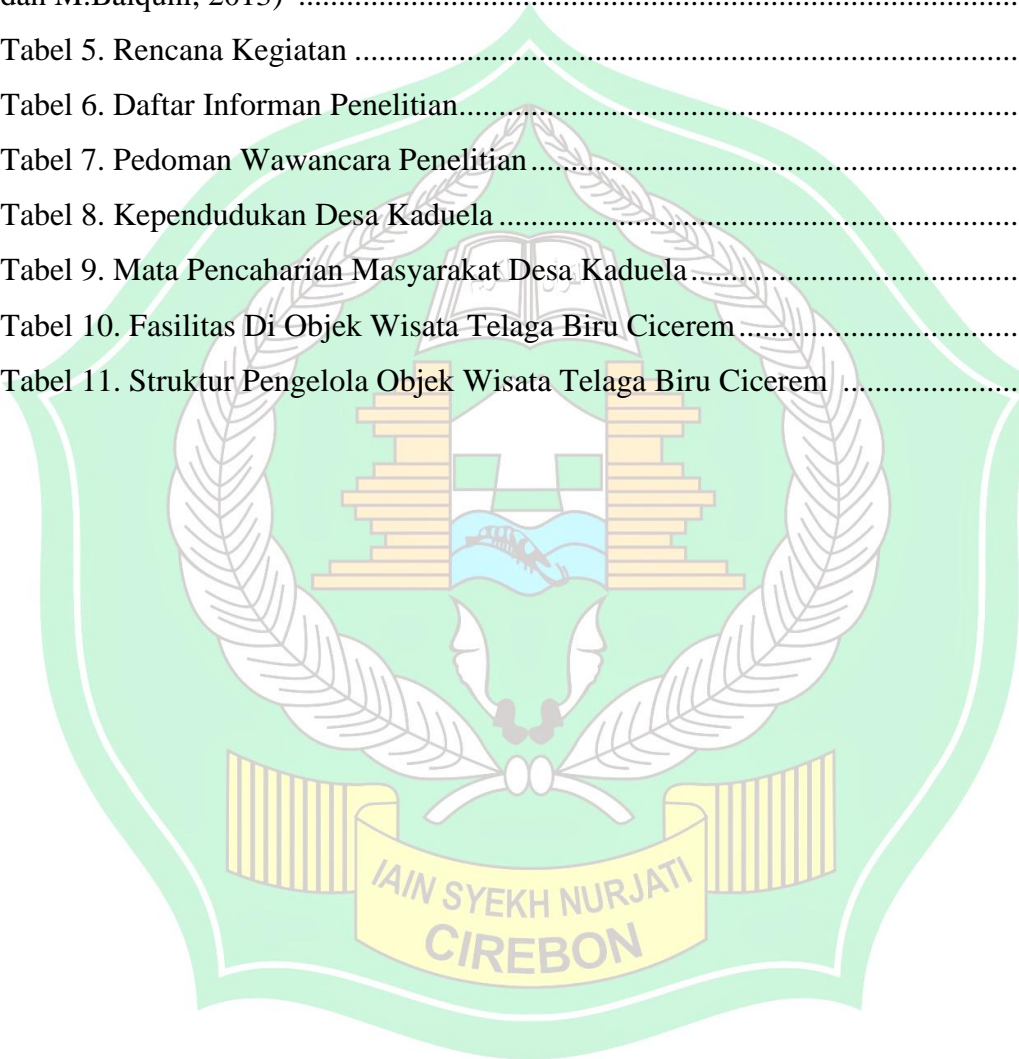 dan M.Baiquni, 2013) ................................................................................
Tabel 5. Rencana Kegiatan ........................................................................
Tabel 6. Daftar Informan Penelitian............................................................
Tabel 7. Pedoman Wawancara Penelitian ...................................................
Tabel 8. Kependudukan Desa Kaduela .......................................................
Tabel 9. Mata Pencaharian Masyarakat Desa Kaduela ...............................
Tabel 10. Fasilitas Di Objek Wisata Telaga Biru Cicerem .........................
Tabel 11. Struktur Pengelola Objek Wisata Telaga Biru Cicerem ..............
IAIN SYEKH NURJATI
CIREBON